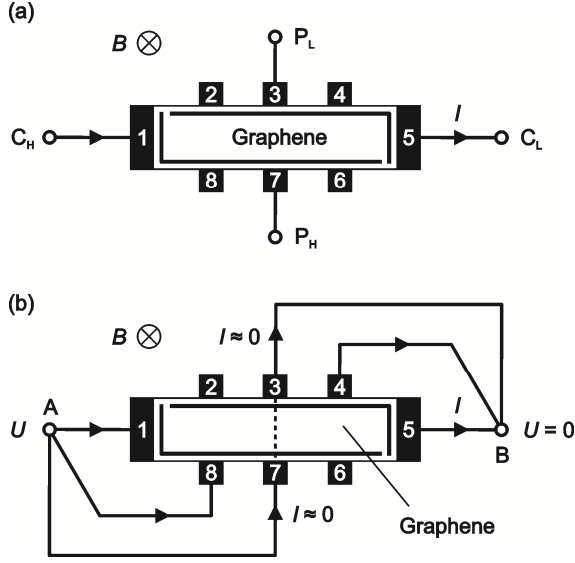 (a)
B
P_L
2 3 4
I
C_H 1 Graphene 5 C_L
8 7 6
P_H
(b)
B
I ≈ 0
2 3 4
A
I
U 1 5 U = 0
B
8 7 6
I ≈ 0
Graphene